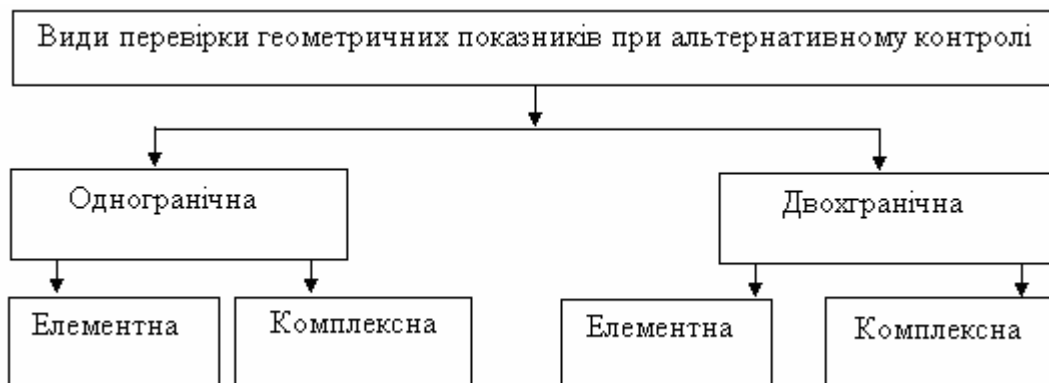 Види перевірки геометричних показників при альтернативному контролі
Одногранічна
Двохгранічна
Елементна
Комплексна
Елементна
Комплексна